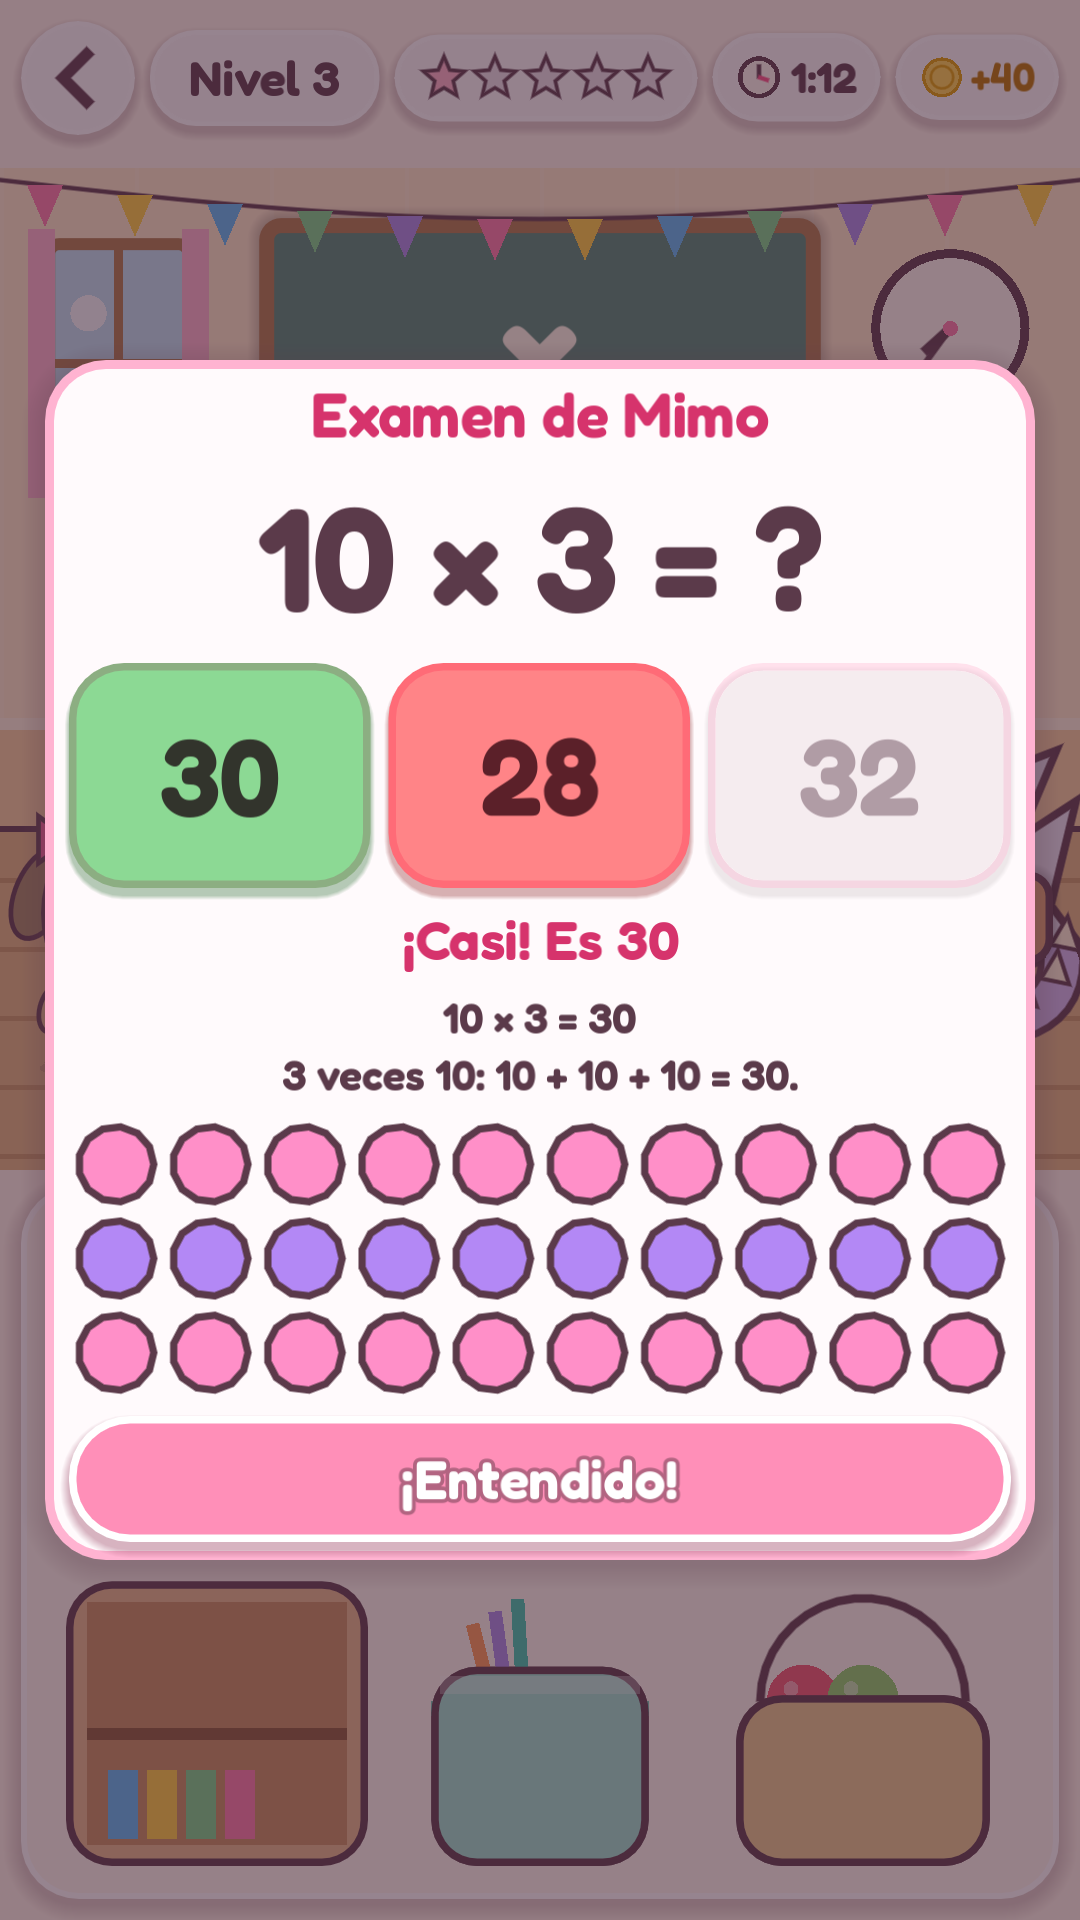 Nivel 3
1:12
+40
Examen de Mimo
10 × 3 = ?
30
28
32
¡Casi! Es 30
10 × 3 = 30
3 veces 10: 10 + 10 + 10 = 30.
¡Entendido!